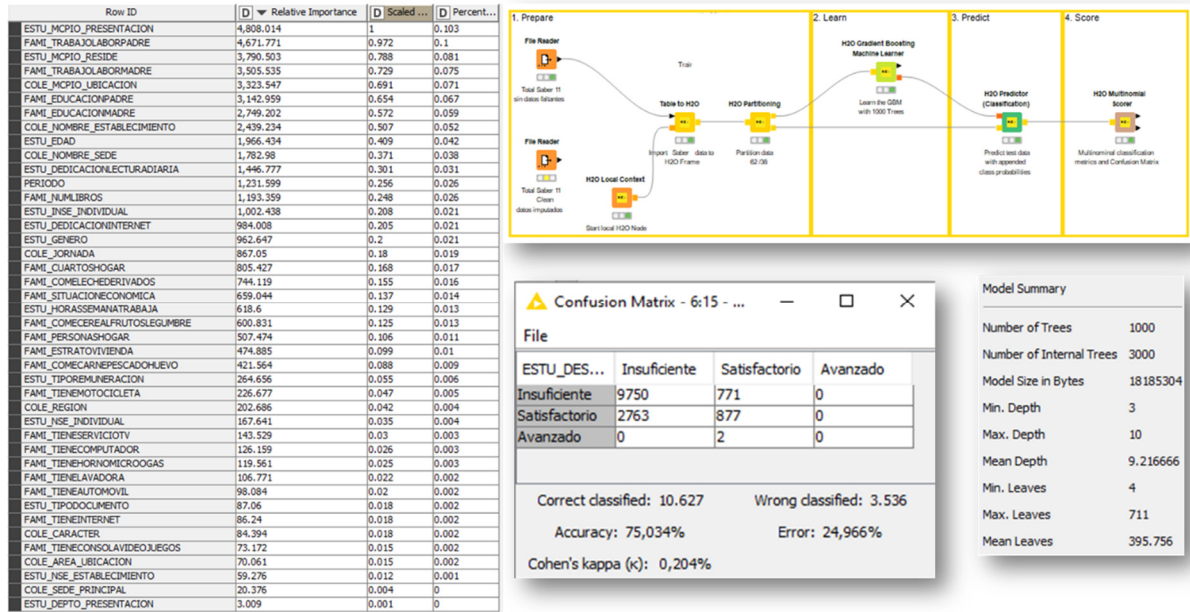 Row ID D Relative Importance D Scaled ... D Percent...
ESTU_MCPIO_PRESENTACION 4,808.014 1 0.103
FAMI_TRABAJOLABORPADRE 4,671.771 0.972 0.1
ESTU_MCPIO_RESIDE 3,790.503 0.788 0.081
FAMI_TRABAJOLABORMADRE 3,505.535 0.729 0.075
COLE_MCPIO_UBICACION 3,323.547 0.691 0.071
FAMI_EDUCACIONPADRE 3,142.959 0.654 0.067
FAMI_EDUCACIONMADRE 2,749.202 0.572 0.059
COLE_NOMBRE_ESTABLECIMIENTO 2,439.234 0.507 0.052
ESTU_EDAD 1,966.434 0.409 0.042
COLE_NOMBRE_SEDE 1,782.98 0.371 0.038
ESTU_DEDICACIONLECTURADIARIA 1,446.777 0.301 0.031
PERIODO 1,231.599 0.256 0.026
FAMI_NUMLIBROS 1,193.359 0.248 0.026
ESTU_INSE_INDIVIDUAL 1,002.438 0.208 0.021
ESTU_DEDICACIONINTERNET 984.008 0.205 0.021
ESTU_GENERO 962.647 0.2 0.021
COLE_JORNADA 867.05 0.18 0.019
FAMI_CUARTOSHOGAR 805.427 0.168 0.017
FAMI_COMELECHEDERIVADOS 744.119 0.155 0.016
FAMI_SITUACIONECONOMICA 659.044 0.137 0.014
ESTU_HORASSEMANATRABAJA 618.6 0.129 0.013
FAMI_COMECEREALFRUTOSLEGUMBRE 600.831 0.125 0.013
FAMI_PERSONASHOGAR 507.474 0.106 0.011
FAMI_ESTRATOVIVIENDA 474.885 0.099 0.01
FAMI_COMECARNEPESCADOHUEVO 421.564 0.088 0.009
ESTU_TIPOREMUNERACION 264.656 0.055 0.006
FAMI_TIENEMOTOCICLETA 226.677 0.047 0.005
COLE_REGION 202.686 0.042 0.004
ESTU_NSE_INDIVIDUAL 167.641 0.035 0.004
FAMI_TIENESERVICIOTV 143.529 0.03 0.003
FAMI_TIENECOMPUTADOR 126.159 0.026 0.003
FAMI_TIENEHORNOMICROOGAS 119.561 0.025 0.003
FAMI_TIENELAVADORA 106.771 0.022 0.002
FAMI_TIENEAUTOMOVIL 98.084 0.02 0.002
ESTU_TIPODOCUMENTO 87.06 0.018 0.002
FAMI_TIENEINTERNET 86.24 0.018 0.002
COLE_CARACTER 84.394 0.018 0.002
FAMI_TIENECONSOLAVIDEOJUEGOS 73.172 0.015 0.002
COLE_AREA_UBICACION 70.061 0.015 0.002
ESTU_NSE_ESTABLECIMIENTO 59.276 0.012 0.001
COLE_SEDE_PRINCIPAL 20.376 0.004 0
ESTU_DEPTO_PRESENTACION 3.009 0.001 0
1. Prepare
File Reader
Total Saber 11
sin datos faltantes
Train
File Reader
Total Saber 11
Clean
datos imputados
H2O Local Context
Start local H2O Node
Table to H2O
Import Saber data to
H2O Frame
H2O Partitioning
Partition data
62/38
2. Learn
H2O Gradient Boosting
Machine Learner
Learn the GBM
with 1000 Trees
3. Predict
H2O Predictor
(Classification)
Predict test data
with appended
class probabilities
4. Score
H2O Multinomial
Scorer
Multinominal classification
metrics and Confusion Matrix
Confusion Matrix - 6:15 - ...
File
ESTU_DES... Insuficiente Satisfactorio Avanzado
Insuficiente 9750 771 0
Satisfactorio 2763 877 0
Avanzado 0 2 0
Correct classified: 10.627 Wrong classified: 3.536
Accuracy: 75,034% Error: 24,966%
Cohen's kappa (κ): 0,204%
Model Summary
Number of Trees 1000
Number of Internal Trees 3000
Model Size in Bytes 18185304
Min. Depth 3
Max. Depth 10
Mean Depth 9.216666
Min. Leaves 4
Max. Leaves 711
Mean Leaves 395.756